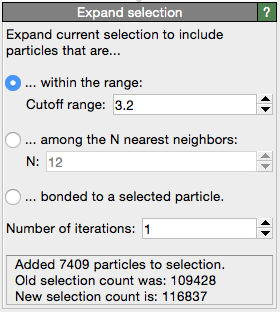 Expand selection ?
Expand current selection to include
particles that are...
... within the range:
Cutoff range: 3.2
... among the N nearest neighbors:
N: 12
... bonded to a selected particle.
Number of iterations: 1
Added 7409 particles to selection.
Old selection count was: 109428
New selection count is: 116837